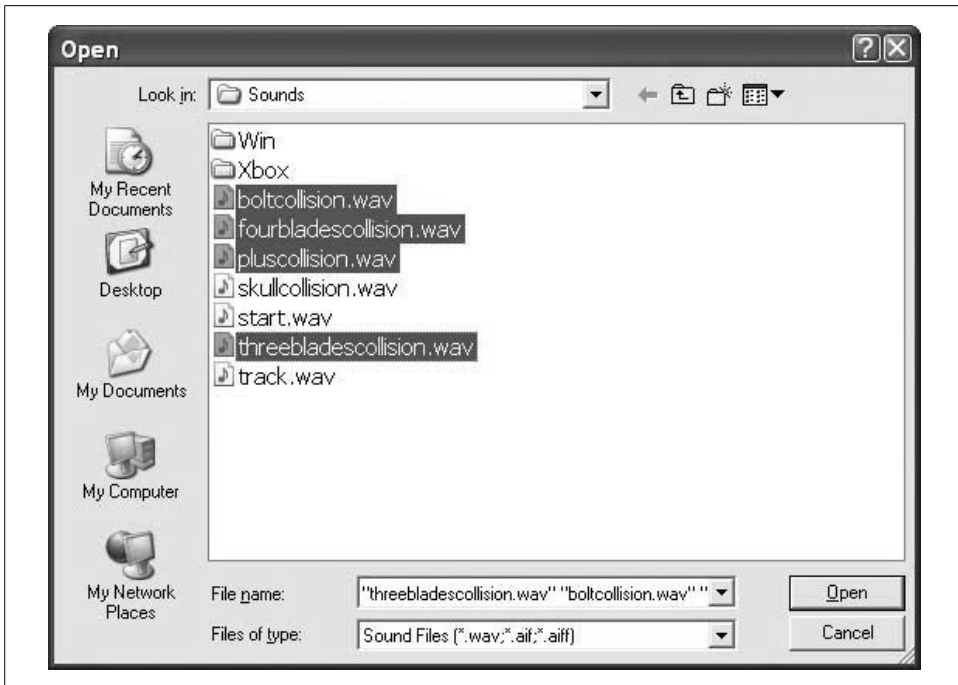 Open
Look in:
Sounds
Win
Xbox
boltcollision.wav
fourbladescollision.wav
pluscollision.wav
skullcollision.wav
start.wav
threebladescollision.wav
track.wav
My Recent
Documents
Desktop
My Documents
My Computer
My Network
Places
File name:
"threebladescollision.wav" "boltcollision.wav" "
Open
Files of type:
Sound Files (*.wav;*.aif;*.aiff)
Cancel